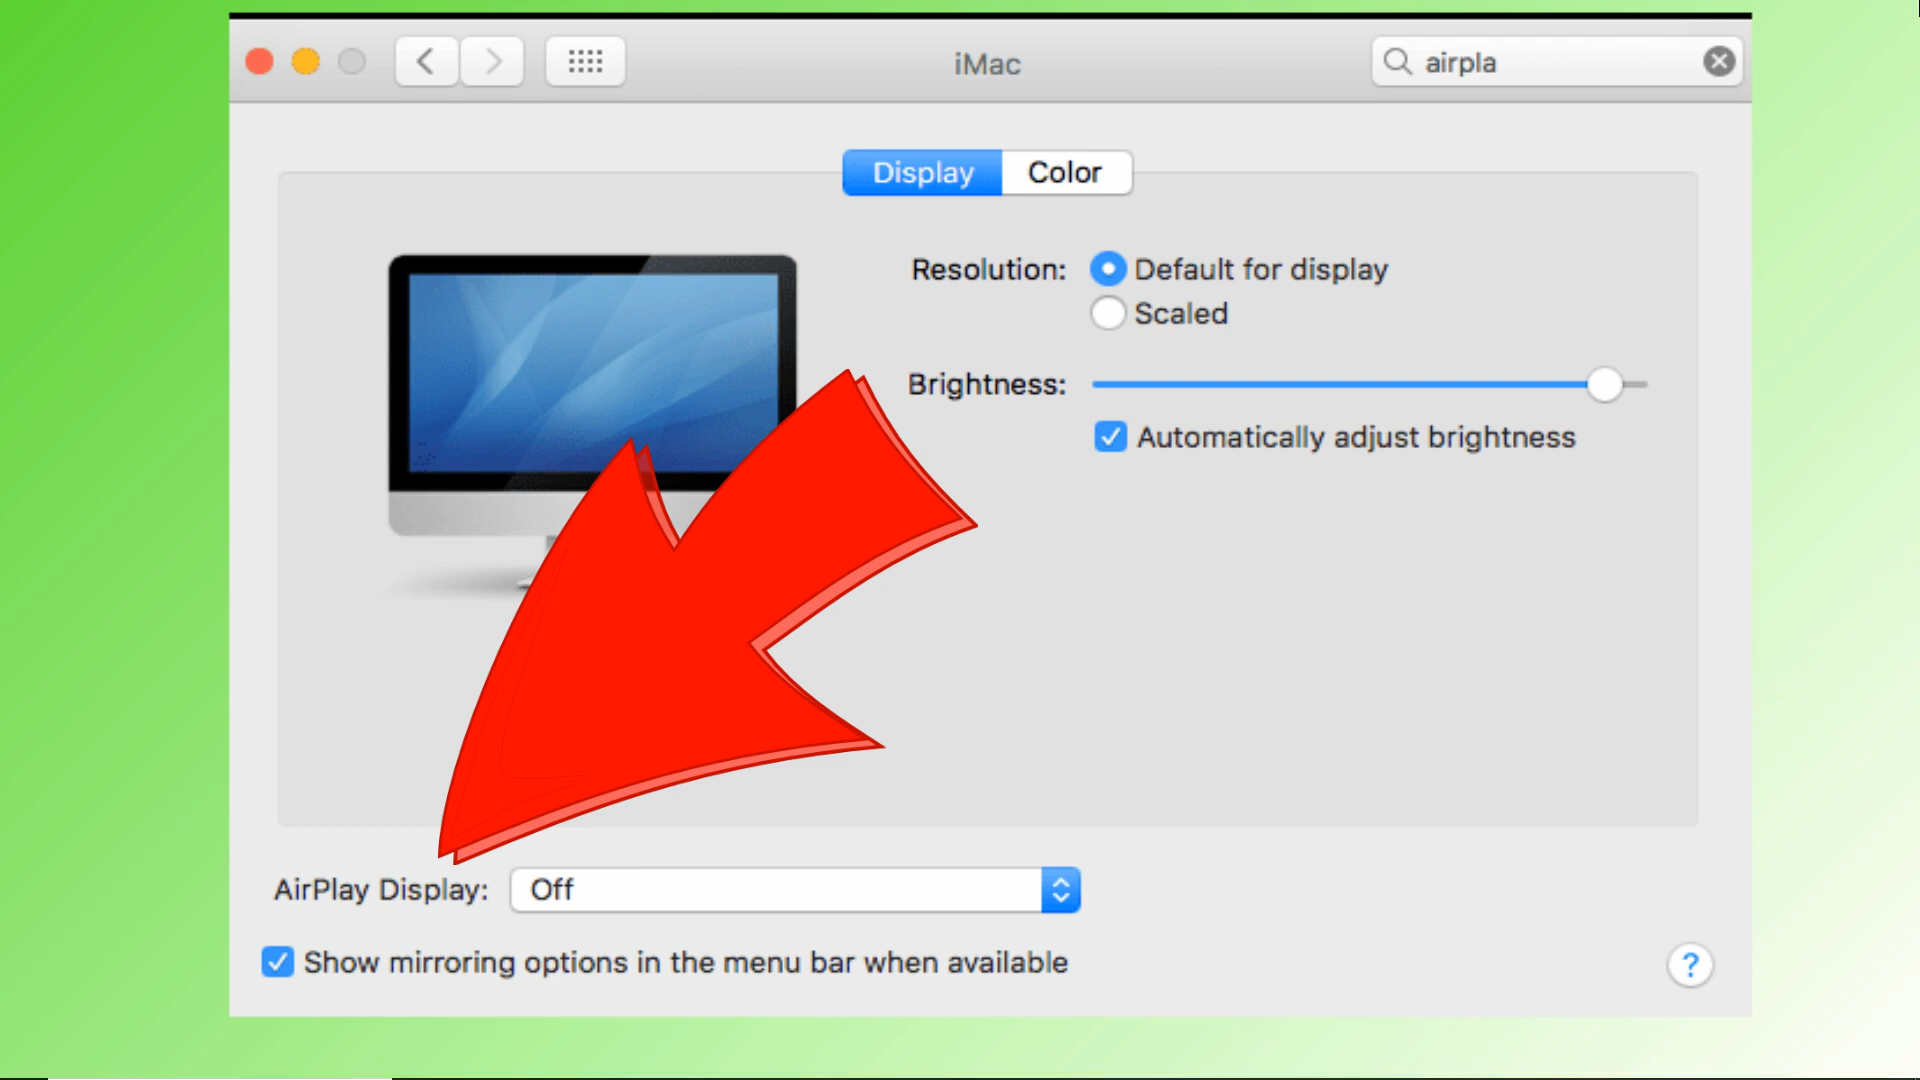 iMac
airpla
Display Color
Resolution: Default for display
Scaled
Brightness:
Automatically adjust brightness
AirPlay Display: Off
Show mirroring options in the menu bar when available
?